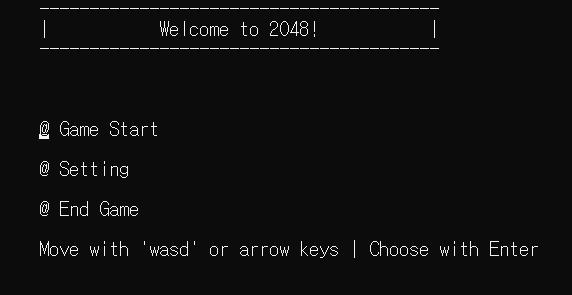 ----------------------------------------
|           Welcome to 2048!           |
----------------------------------------
@ Game Start
@ Setting
@ End Game
Move with 'wasd' or arrow keys | Choose with Enter